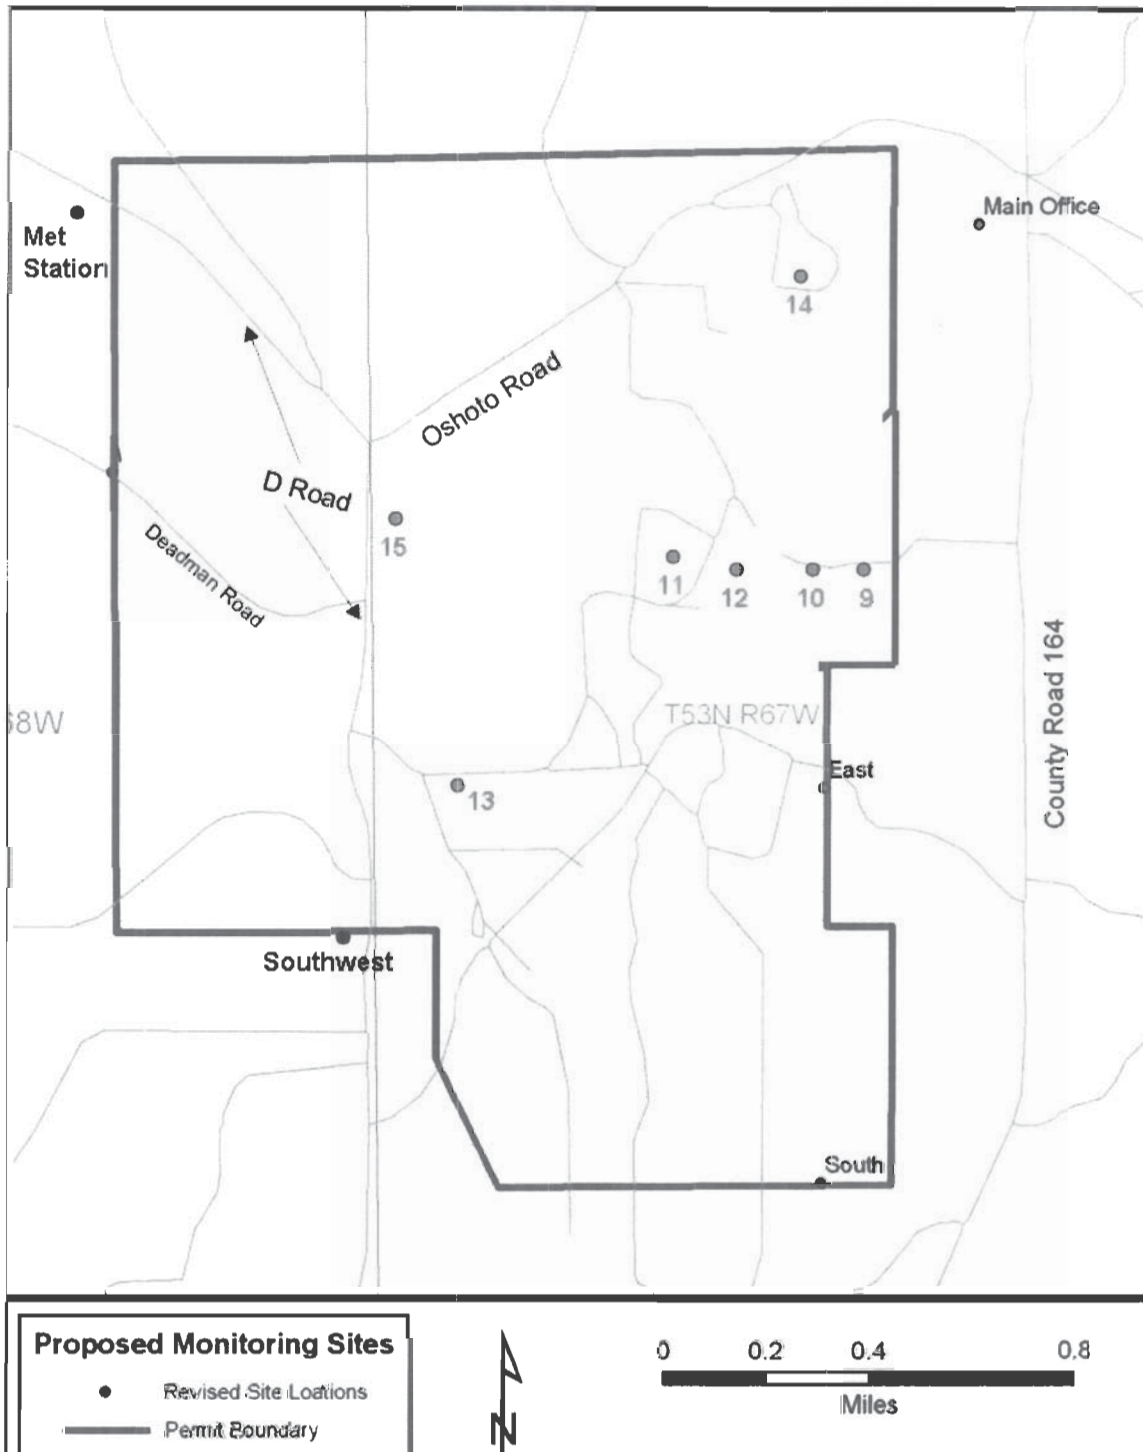 Main Office
Met
Station
14
Oshoto Road
D Road
15
Deadman Road
11
12
10
9
68W
T53N R67W
County Road 164
East
13
Southwest
South
Proposed Monitoring Sites
Revised Site Loations
Permit Boundary
N
0
0.2
0.4
0.8
Miles